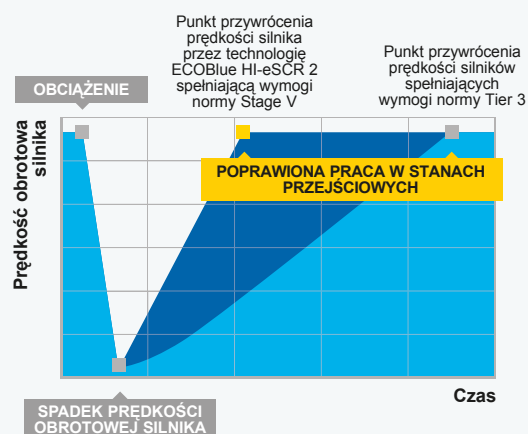 Punkt przywrócenia
prędkości silnika
przez technologię
ECOBlue HI-eSCR 2
spełniającą wymogi
normy Stage V
Punkt przywrócenia
prędkości silników
spełniających
wymogi normy Tier 3
OBCIĄŻENIE
POPRAWIONA PRACA W STANACH
PRZEJŚCIOWYCH
Prędkość obrotowa
silnika
Czas
SPADEK PRĘDKOŚCI
OBROTOWEJ SILNIKA